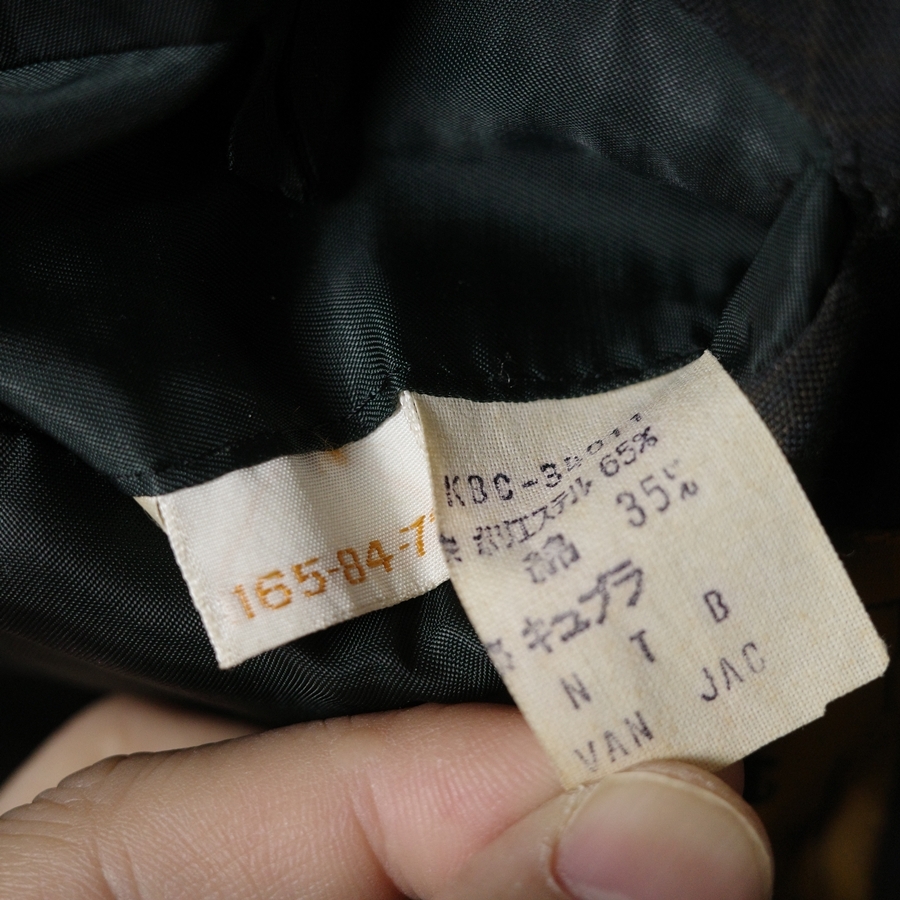 165-84-7
KBC-3
ポリエステル 65%
綿 35%
キュプラ
N T B
VAN JAC